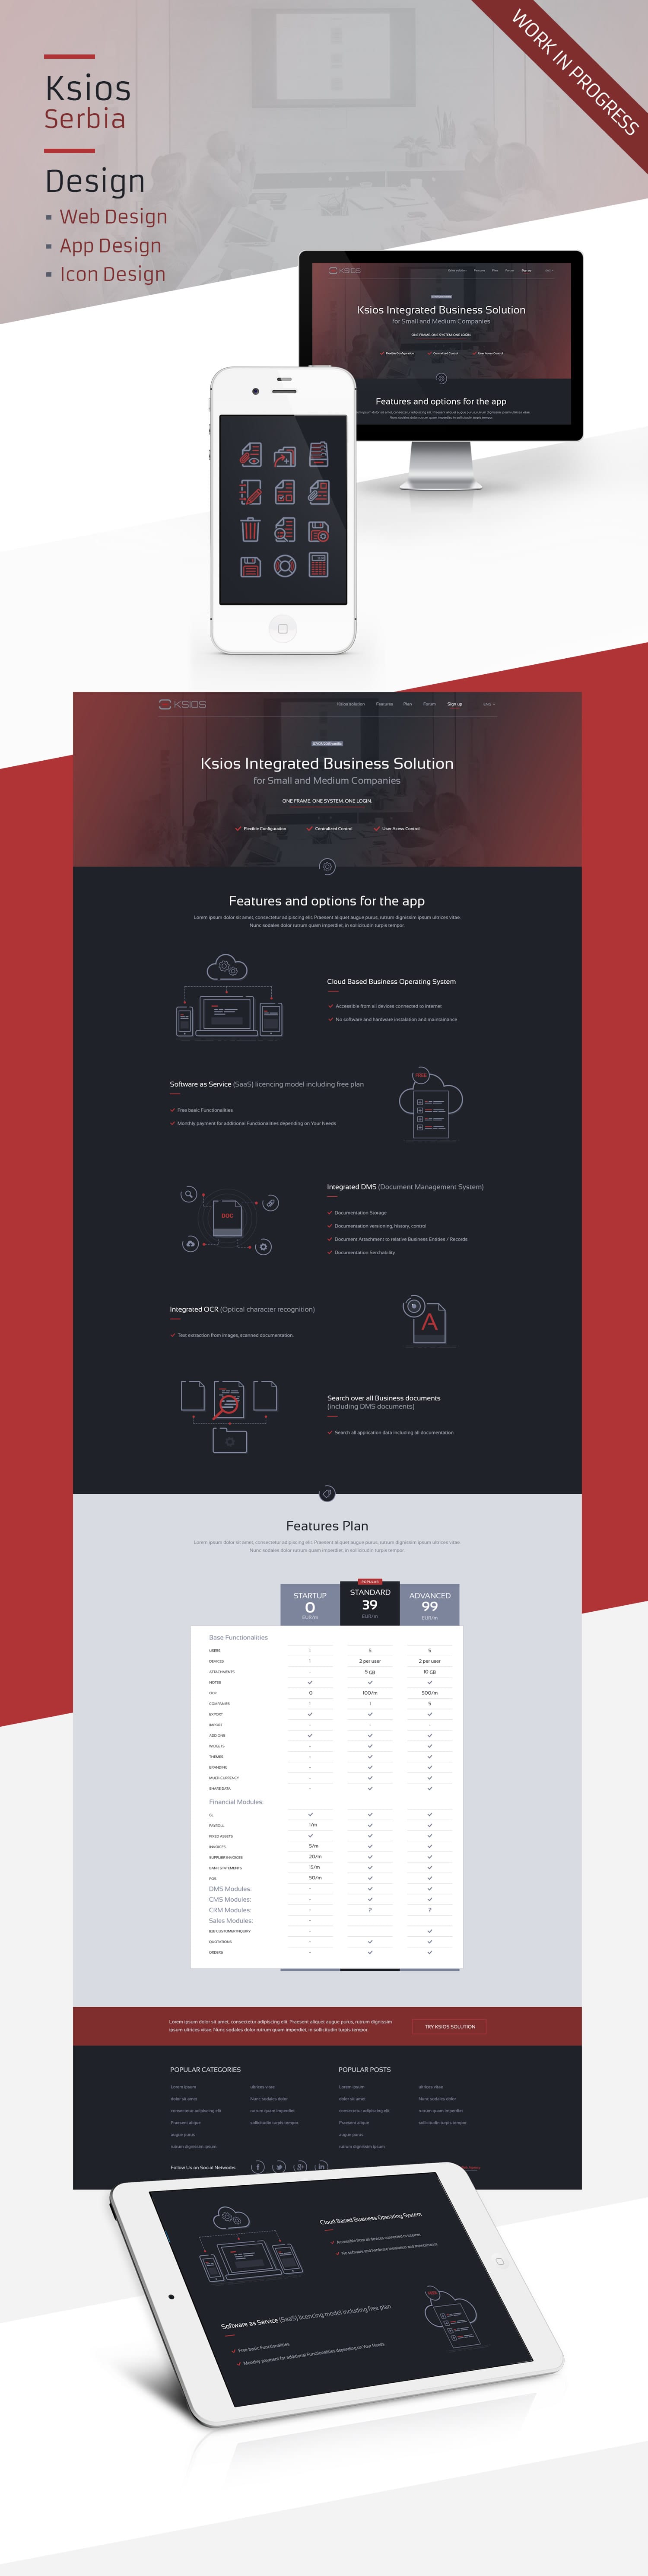 WORK IN PROGRESS
Ksios
Serbia
Design
Web Design
App Design
Icon Design
KSIOS
Ksios solution Features Plan Forum Sign up
Ksios Integrated Business Solution
for Small and Medium Companies
ONE FRAME. ONE SYSTEM. ONE LOGIN.
Flexible Configuration Centralized Control User Access Control
Features and options for the app
KSIOS
Ksios solution Features Plan Forum Sign up
Ksios Integrated Business Solution
for Small and Medium Companies
ONE FRAME. ONE SYSTEM. ONE LOGIN.
Flexible Configuration Centralized Control User Acess Control
Features and options for the app
Lorem ipsum dolor sit amet, consectetur adipiscing elit. Praesent aliquet augue purus, rutrum dignissim ipsum ultrices vitae.
Nunc sodales dolor rutrum quam imperdiet, in sollicitudin turpis tempor.
Cloud Based Business Operating System
Accessible from all devices connected to internet
No software and hardware instalation and maintainance
Software as Service (SaaS) licencing model including free plan
Free basic Functionalities
Monthly payment for additional Functionalities depending on Your Needs
FREE
DOC
Integrated DMS (Document Management System)
Documentation Storage
Documentation versioning, history, control
Document Attachment to relative Business Entities / Records
Documentation Serchability
Integrated OCR (Optical character recognition)
Text extraction from images, scanned documentation.
A
Search over all Business documents
(including DMS documents)
Search all application data including all documentation
Features Plan
Lorem ipsum dolor sit amet, consectetur adipiscing elit. Praesent aliquet augue purus, rutrum dignissim ipsum ultrices vitae.
Nunc sodales dolor rutrum quam imperdiet, in sollicitudin turpis tempor.
POPULAR
STARTUP STANDARD ADVANCED
0 39 99
EUR/m EUR/m EUR/m
Base Functionalities
USERS 1 5 5
DEVICES 1 2 per user 2 per user
ATTACHMENTS - 5 GB 10 GB
NOTES
OCR 0 100/m 500/m
COMPANIES 1 1 5
EXPORT
IMPORT - - -
ADD ONS
WIDGETS -
THEMES -
BRANDING -
MULTI-CURRENCY -
SHARE DATA -
Financial Modules:
GL
PAYROLL 1/m
FIXED ASSETS
INVOICES 5/m
SUPPLIER INVOICES 20/m
BANK STATEMENTS 15/m
POS 50/m
DMS Modules: -
CMS Modules: -
CRM Modules: - ? ?
Sales Modules: -
B2B CUSTOMER INQUIRY -
QUOTATIONS -
ORDERS -
Lorem ipsum dolor sit amet, consectetur adipiscing elit. Praesent aliquet augue purus, rutrum dignissim
ipsum ultrices vitae. Nunc sodales dolor rutrum quam imperdiet, in sollicitudin turpis tempor.
TRY KSIOS SOLUTION
POPULAR CATEGORIES POPULAR POSTS
Lorem ipsum ultrices vitae Lorem ipsum ultrices vitae
dolor sit amet Nunc sodales dolor dolor sit amet Nunc sodales dolor
consectetur adipiscing elit rutrum quam imperdiet consectetur adipiscing elit rutrum quam imperdiet
Praesent alique sollicitudin turpis tempor. Praesent alique sollicitudin turpis tempor.
augue purus augue purus
rutrum dignissim ipsum rutrum dignissim ipsum
Follow Us on Social Networks
Cloud Based Business Operating System
Accessible from all devices connected to internet
No software and hardware instalation and maintainance
Software as Service (SaaS) licencing model including free plan
Free basic Functionalities
Monthly payment for additional Functionalities depending on Your Needs